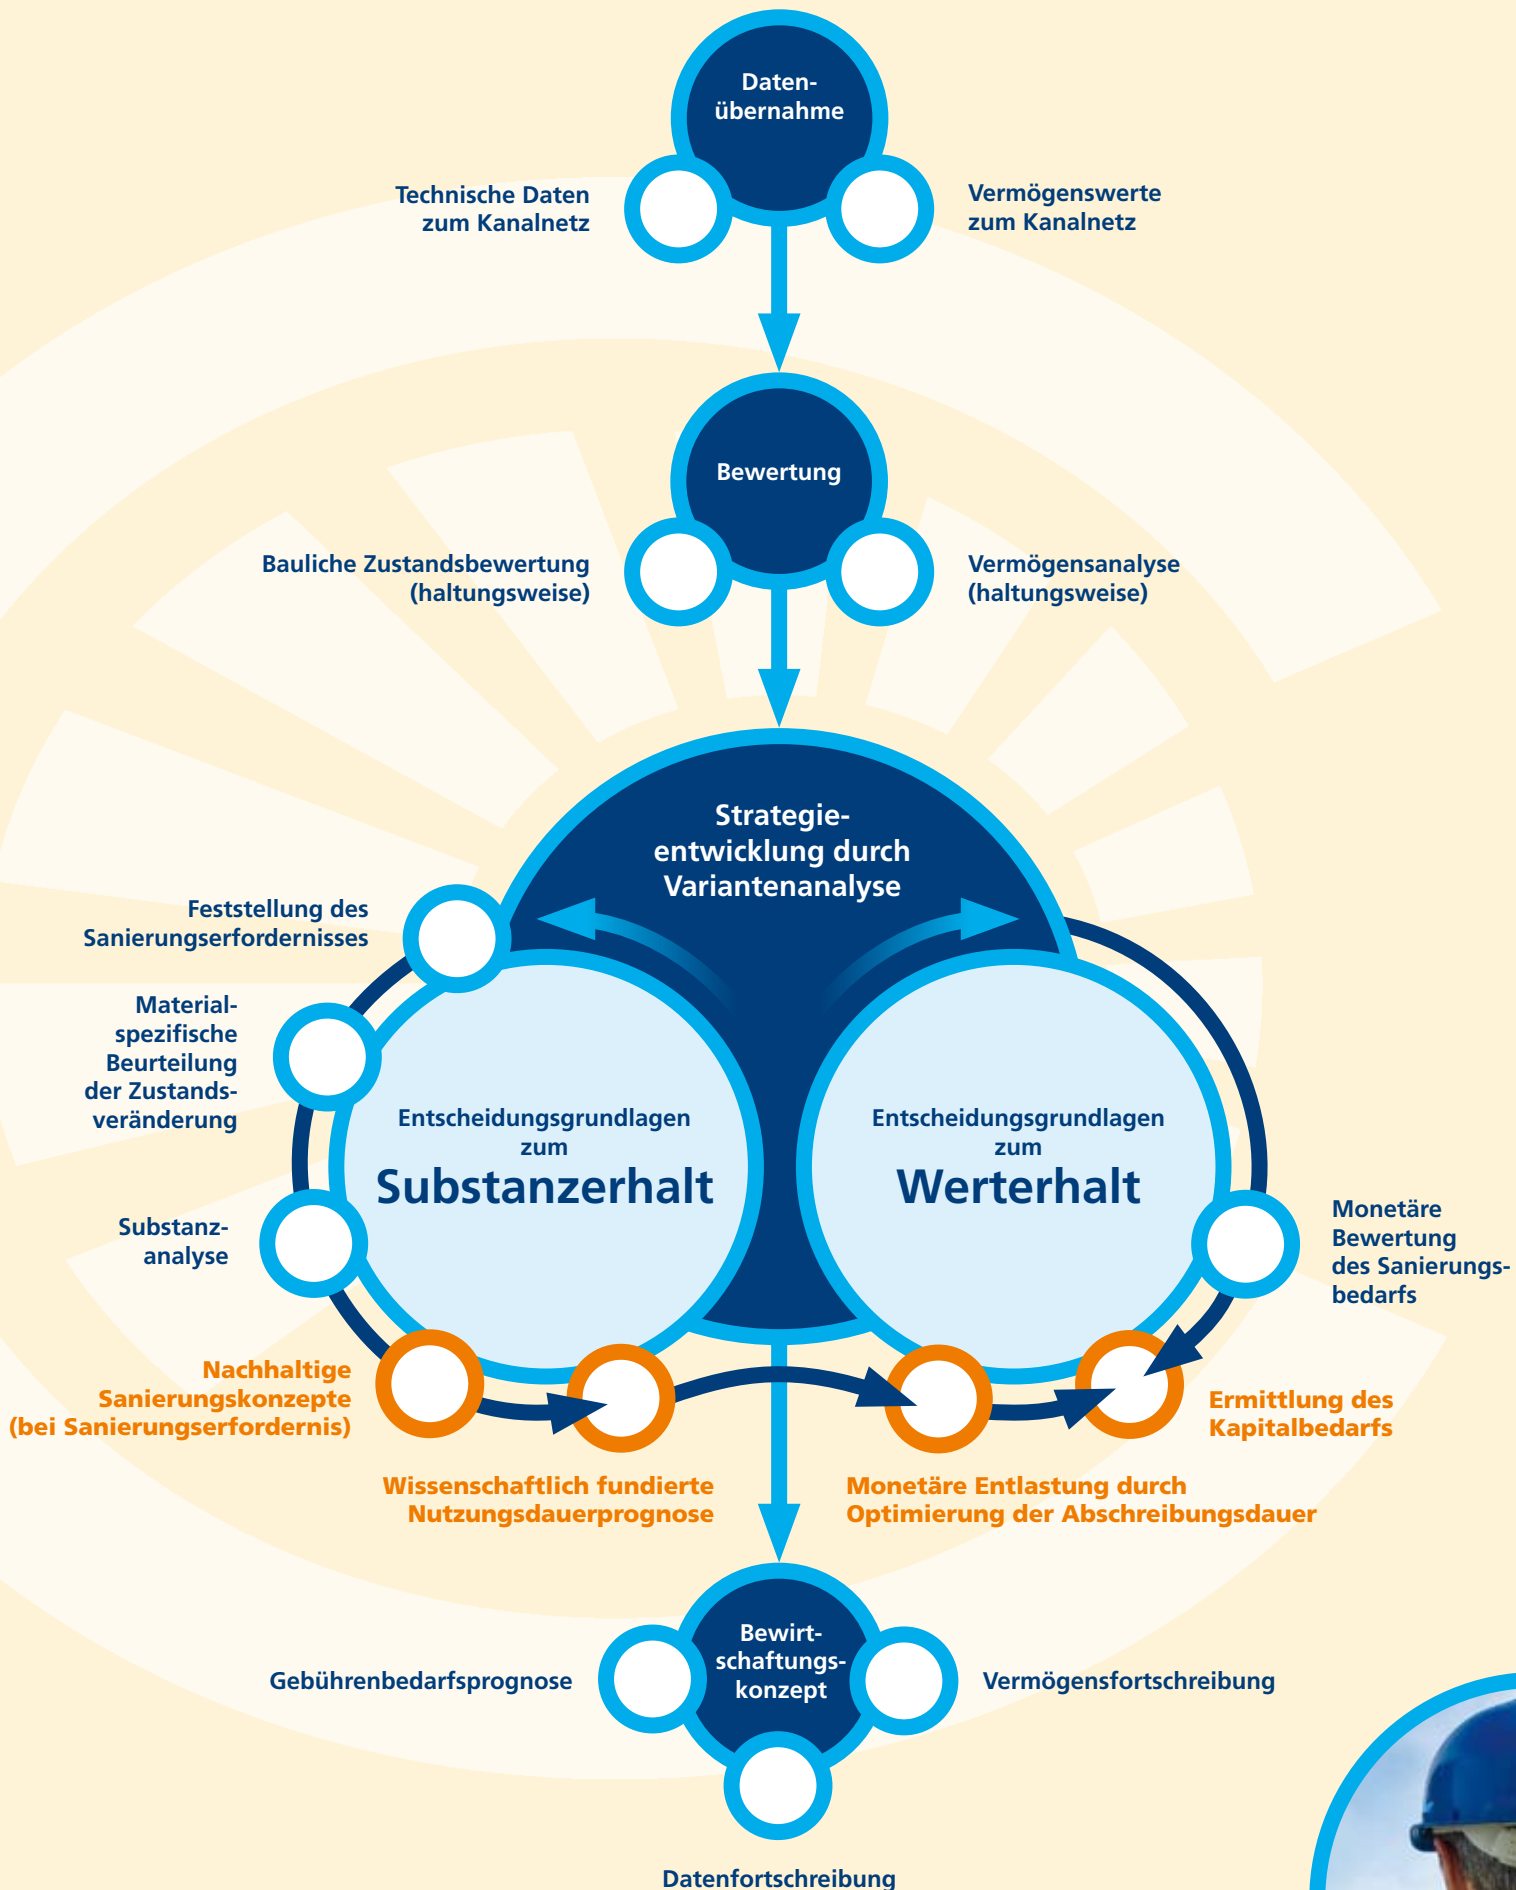 Daten-
übernahme
Technische Daten
zum Kanalnetz
Vermögenswerte
zum Kanalnetz
Bewertung
Bauliche Zustandsbewertung
(haltungsweise)
Vermögensanalyse
(haltungsweise)
Strategie-
entwicklung durch
Variantenanalyse
Feststellung des
Sanierungserfordernisses
Material-
spezifische
Beurteilung
der Zustands-
veränderung
Substanz-
analyse
Entscheidungsgrundlagen
zum
Substanzerhalt
Entscheidungsgrundlagen
zum
Werterhalt
Monetäre
Bewertung
des Sanierungs-
bedarfs
Nachhaltige
Sanierungskonzepte
(bei Sanierungserfordernis)
Wissenschaftlich fundierte
Nutzungsdauerprognose
Monetäre Entlastung durch
Optimierung der Abschreibungsdauer
Ermittlung des
Kapitalbedarfs
Bewirt-
schaftungs-
konzept
Gebührenbedarfsprognose
Vermögensfortschreibung
Datenfortschreibung